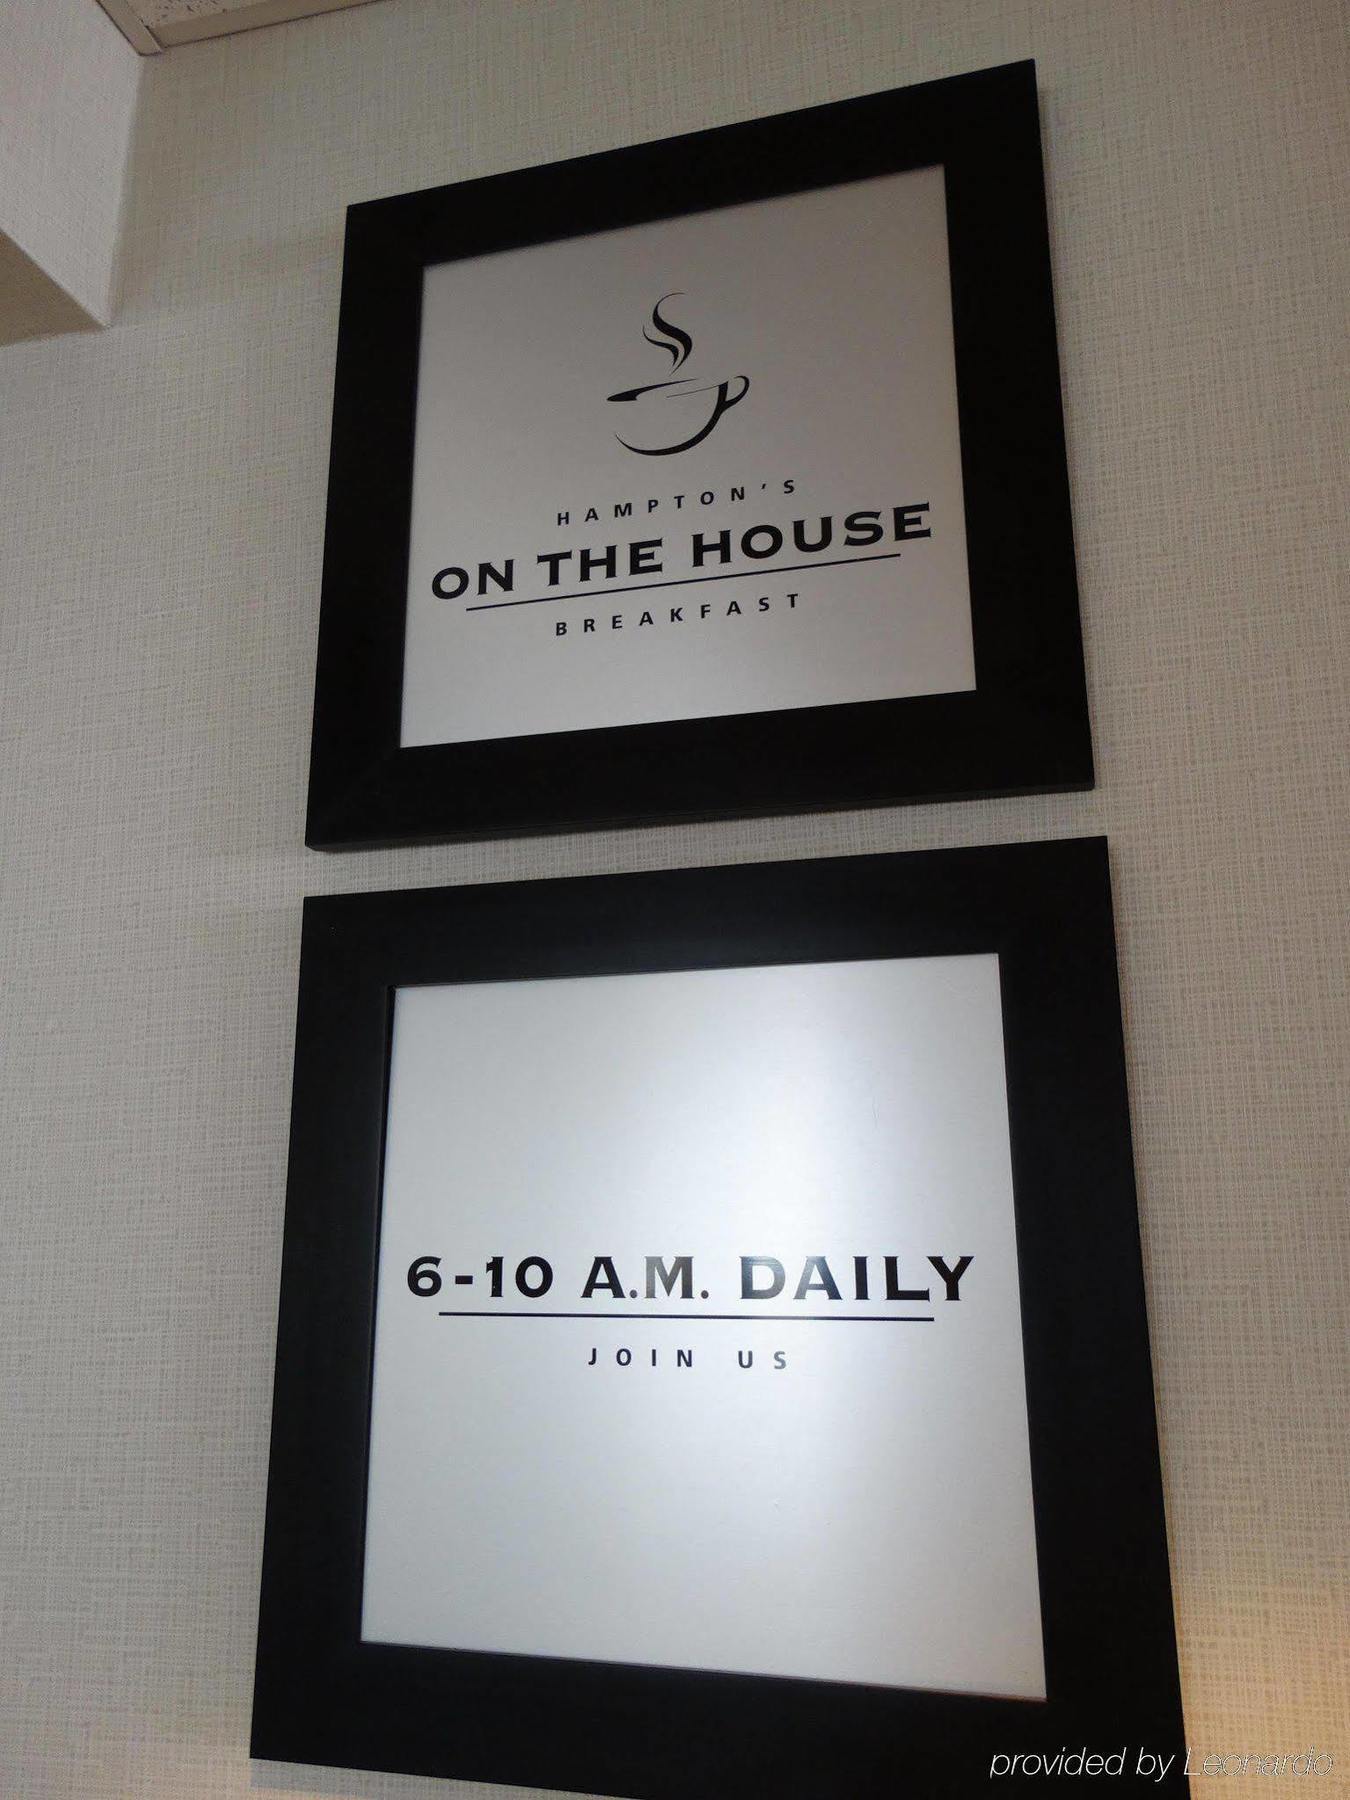 HAMPTON'S
ON THE HOUSE
BREAKFAST
6-10 A.M. DAILY
JOIN US
provided by Leonardo